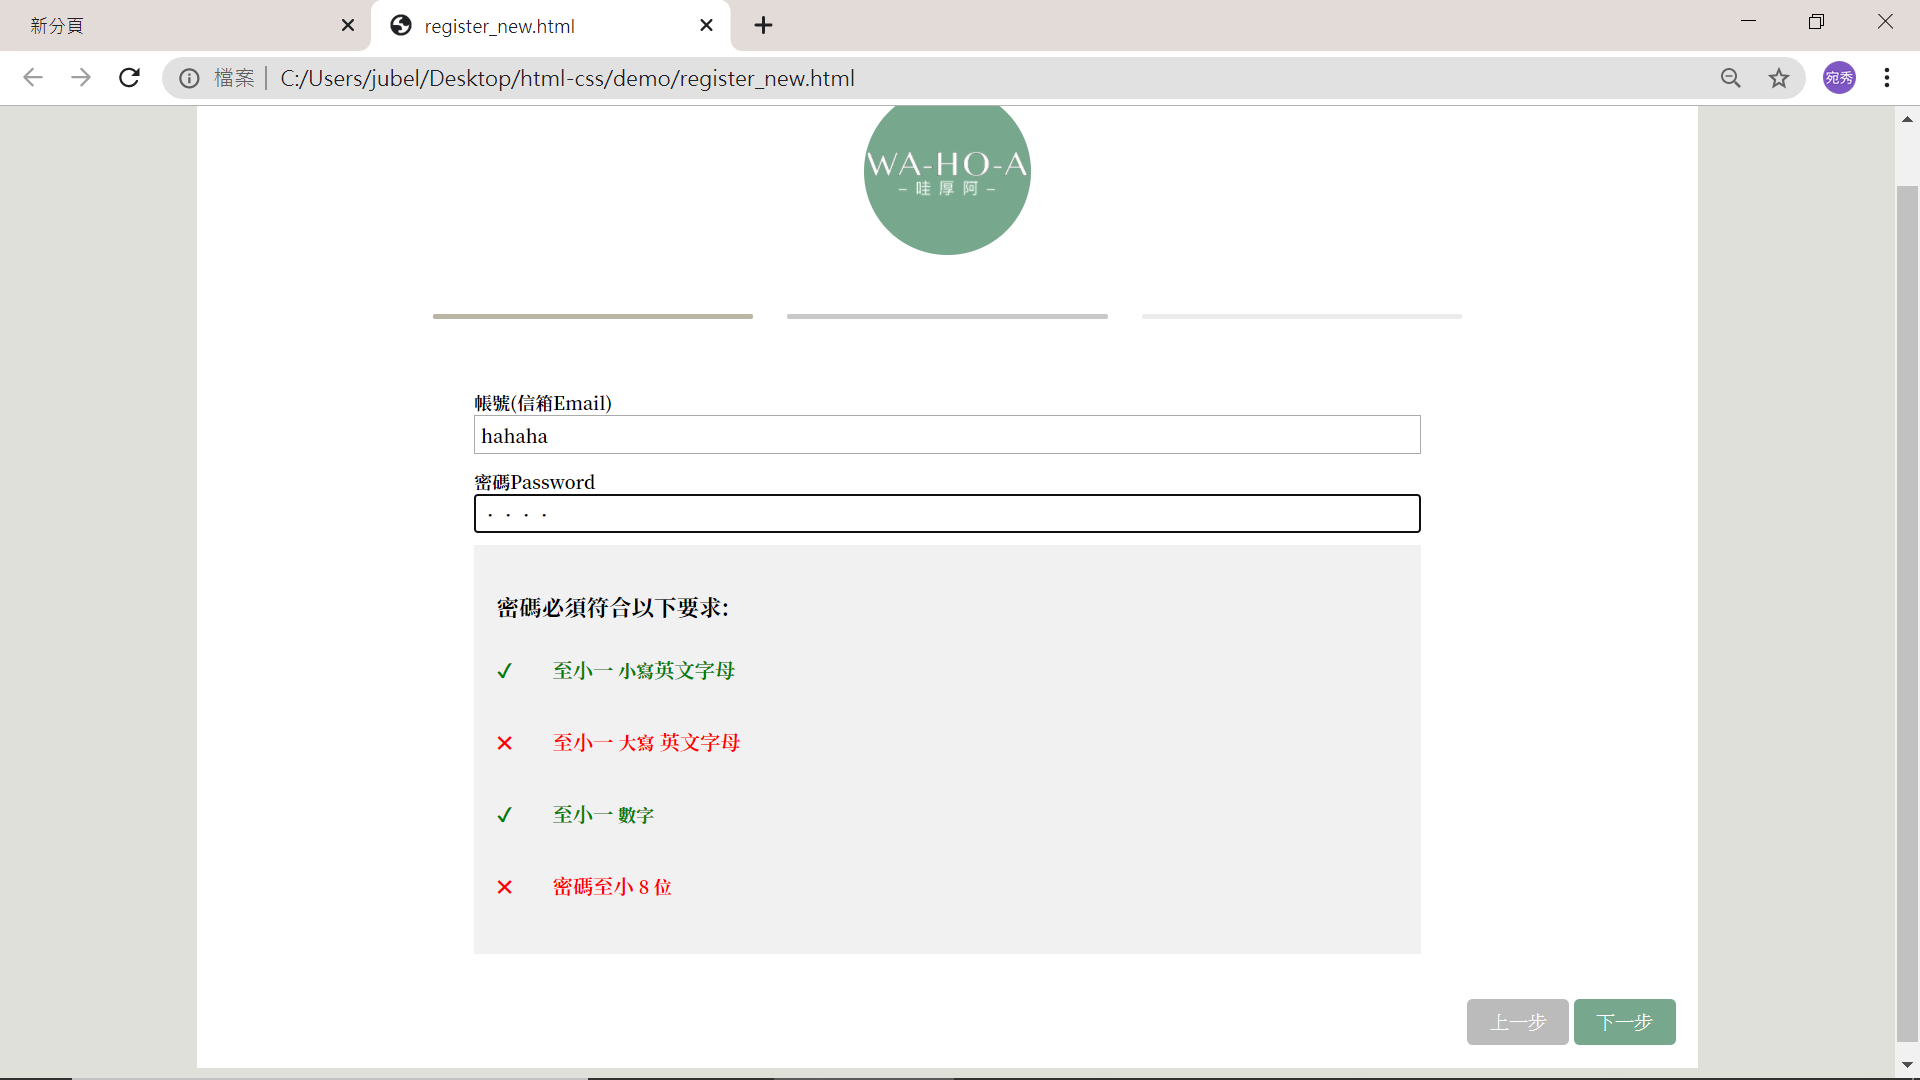 新分頁
register_new.html
檔案
C:/Users/jubel/Desktop/html-css/demo/register_new.html
宛秀
WA-HO-A
– 哇厚阿 –
帳號(信箱Email)
hahaha
密碼Password
密碼必須符合以下要求:
✓ 至小一 小寫英文字母
✕ 至小一 大寫 英文字母
✓ 至小一 數字
✕ 密碼至小 8 位
上一步
下一步